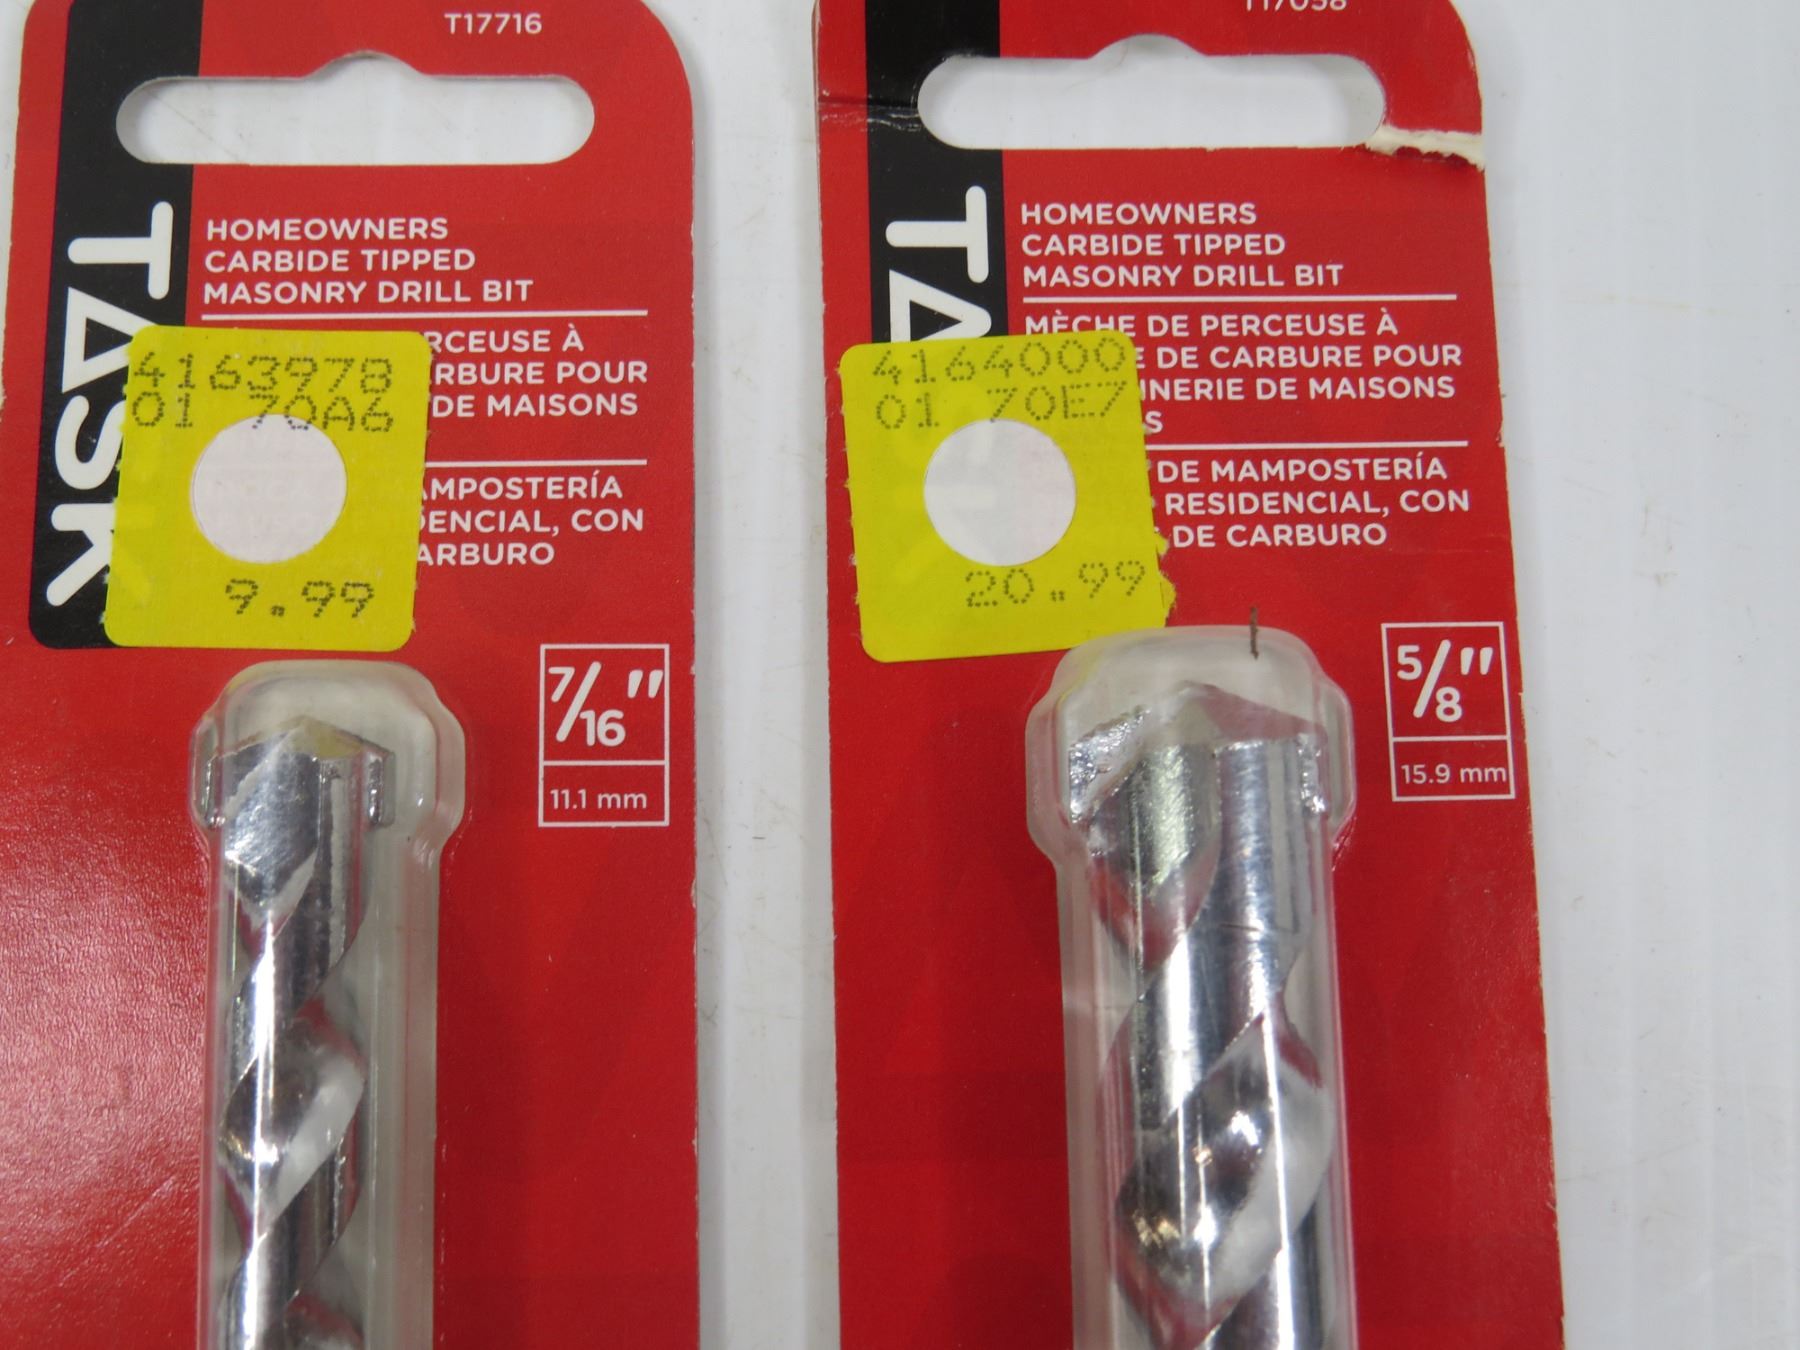 T17716
TASK
HOMEOWNERS
CARBIDE TIPPED
MASONRY DRILL BIT
RCEUSE À
RBURE POUR
DE MAISONS
AMPOSTERÍA
DENCIAL, CON
ARBURO
4163978
01 70A6
9.99
7/16"
11.1 mm
T17058
TA
HOMEOWNERS
CARBIDE TIPPED
MASONRY DRILL BIT
MÈCHE DE PERCEUSE À
E DE CARBURE POUR
NNERIE DE MAISONS
S
DE MAMPOSTERÍA
RESIDENCIAL, CON
DE CARBURO
4164000
01 70E7
20.99
5/8"
15.9 mm